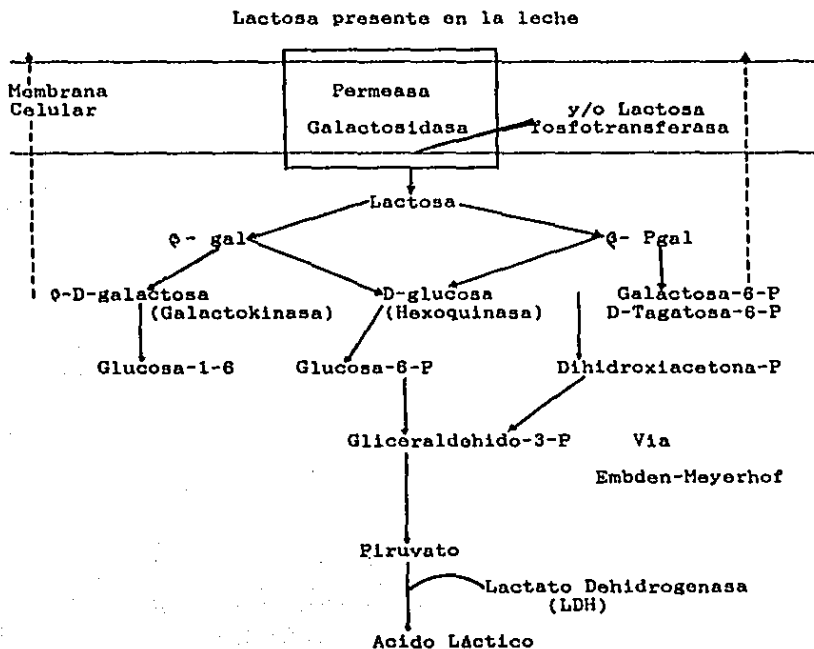 Lactosa presente en la leche
Membrana
Celular
Permeasa
Galactosidasa
y/o Lactosa
fosfotransferasa
Lactosa
β- gal
β- Pgal
β-D-galactosa
(Galactokinasa)
D-glucosa
(Hexoquinasa)
Galactosa-6-P
D-Tagatosa-6-P
Glucosa-1-6
Glucosa-6-P
Dihidroxiacetona-P
Gliceraldehido-3-P
Via
Embden-Meyerhof
Piruvato
Lactato Dehidrogenasa
(LDH)
Acido Láctico